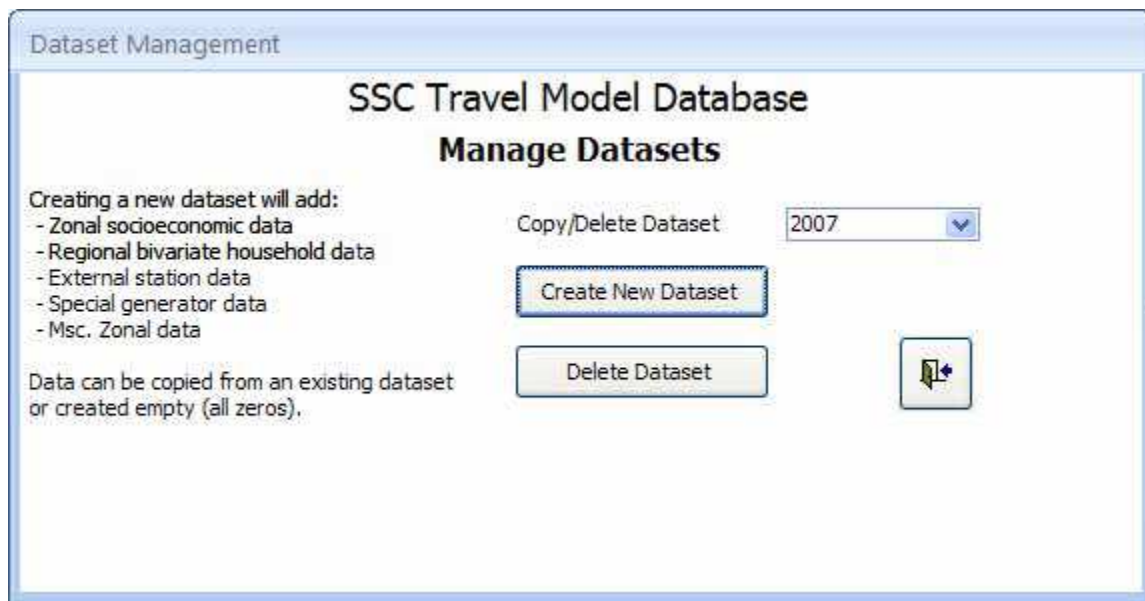 Dataset Management
SSC Travel Model Database
Manage Datasets
Creating a new dataset will add:
- Zonal socioeconomic data
- Regional bivariate household data
- External station data
- Special generator data
- Msc. Zonal data
Data can be copied from an existing dataset
or created empty (all zeros).
Copy/Delete Dataset 2007
Create New Dataset
Delete Dataset